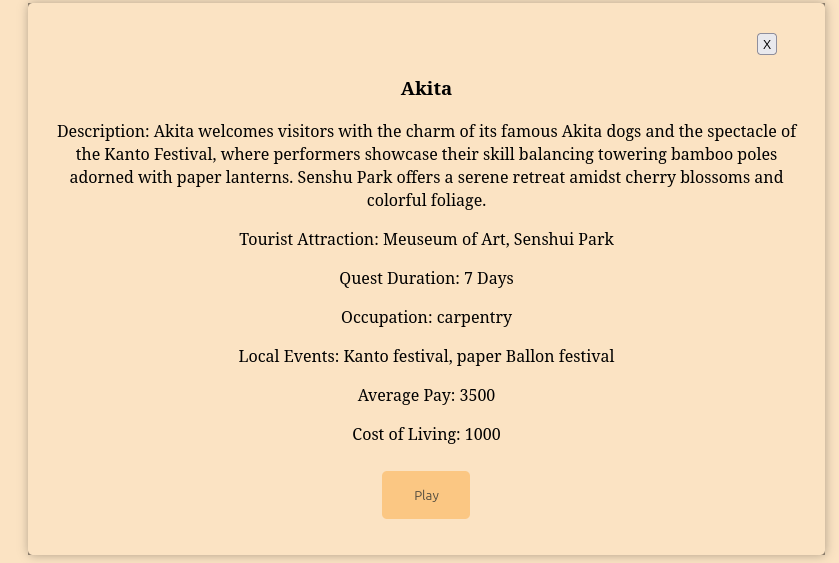 X
Akita
Description: Akita welcomes visitors with the charm of its famous Akita dogs and the spectacle of
the Kanto Festival, where performers showcase their skill balancing towering bamboo poles
adorned with paper lanterns. Senshu Park offers a serene retreat amidst cherry blossoms and
colorful foliage.
Tourist Attraction: Meuseum of Art, Senshui Park
Quest Duration: 7 Days
Occupation: carpentry
Local Events: Kanto festival, paper Ballon festival
Average Pay: 3500
Cost of Living: 1000
Play